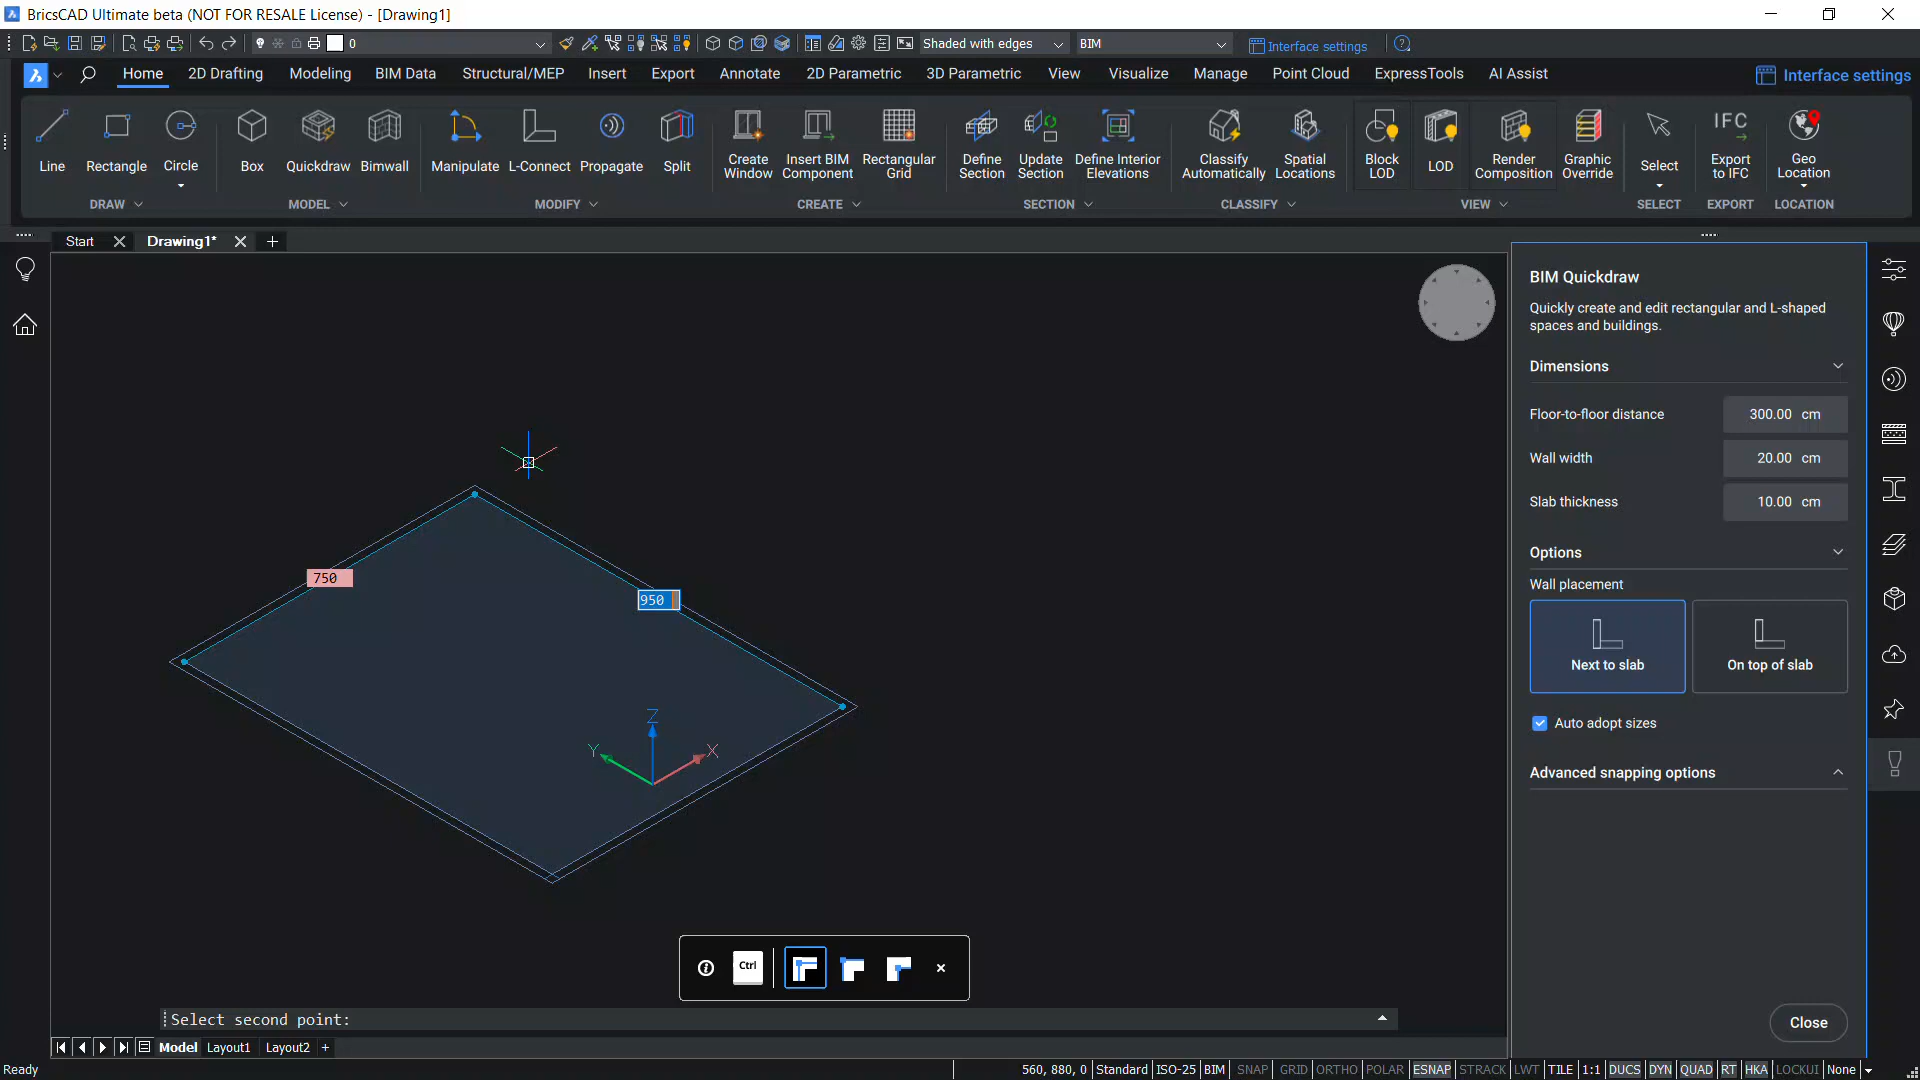 BricsCAD Ultimate beta (NOT FOR RESALE License) - [Drawing1]
0
Shaded with edges
BIM
Interface settings
Home 2D Drafting Modeling BIM Data Structural/MEP Insert Export Annotate 2D Parametric 3D Parametric View Visualize Manage Point Cloud ExpressTools AI Assist
Interface settings
Line Rectangle Circle
DRAW
Box Quickdraw Bimwall
MODEL
Manipulate L-Connect Propagate Split
MODIFY
Create Window
Insert BIM Component
Rectangular Grid
CREATE
Define Section
Update Section
Define Interior Elevations
SECTION
Classify Automatically
Spatial Locations
CLASSIFY
Block LOD
LOD
Render Composition
Graphic Override
VIEW
Select
SELECT
IFC
Export to IFC
EXPORT
Geo Location
LOCATION
Start
Drawing1*
BIM Quickdraw
Quickly create and edit rectangular and L-shaped
spaces and buildings.
Dimensions
Floor-to-floor distance 300.00 cm
Wall width 20.00 cm
Slab thickness 10.00 cm
Options
Wall placement
Next to slab
On top of slab
Auto adopt sizes
Advanced snapping options
Close
750
950
Z
Y
X
Ctrl
Select second point:
Model Layout1 Layout2 +
Ready
560, 880, 0 Standard ISO-25 BIM SNAP GRID ORTHO POLAR ESNAP STRACK LWT TILE 1:1 DUCS DYN QUAD RT HKA LOCKUI None